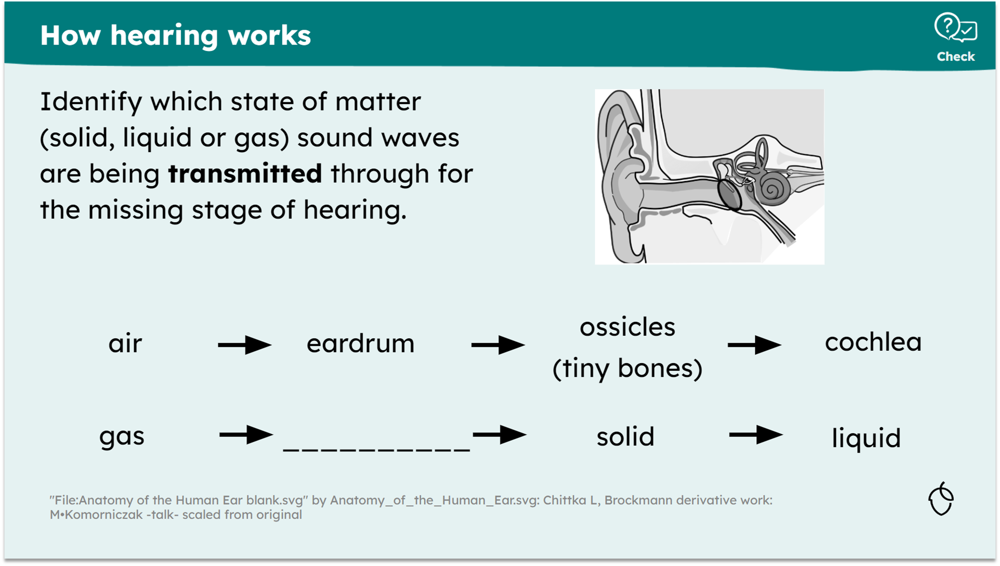 How hearing works
Check
Identify which state of matter
(solid, liquid or gas) sound waves
are being transmitted through for
the missing stage of hearing.
air → eardrum → ossicles (tiny bones) → cochlea
gas → __________ → solid → liquid
"File:Anatomy of the Human Ear blank.svg" by Anatomy_of_the_Human_Ear.svg: Chittka L, Brockmann derivative work:
M•Komorniczak -talk- scaled from original